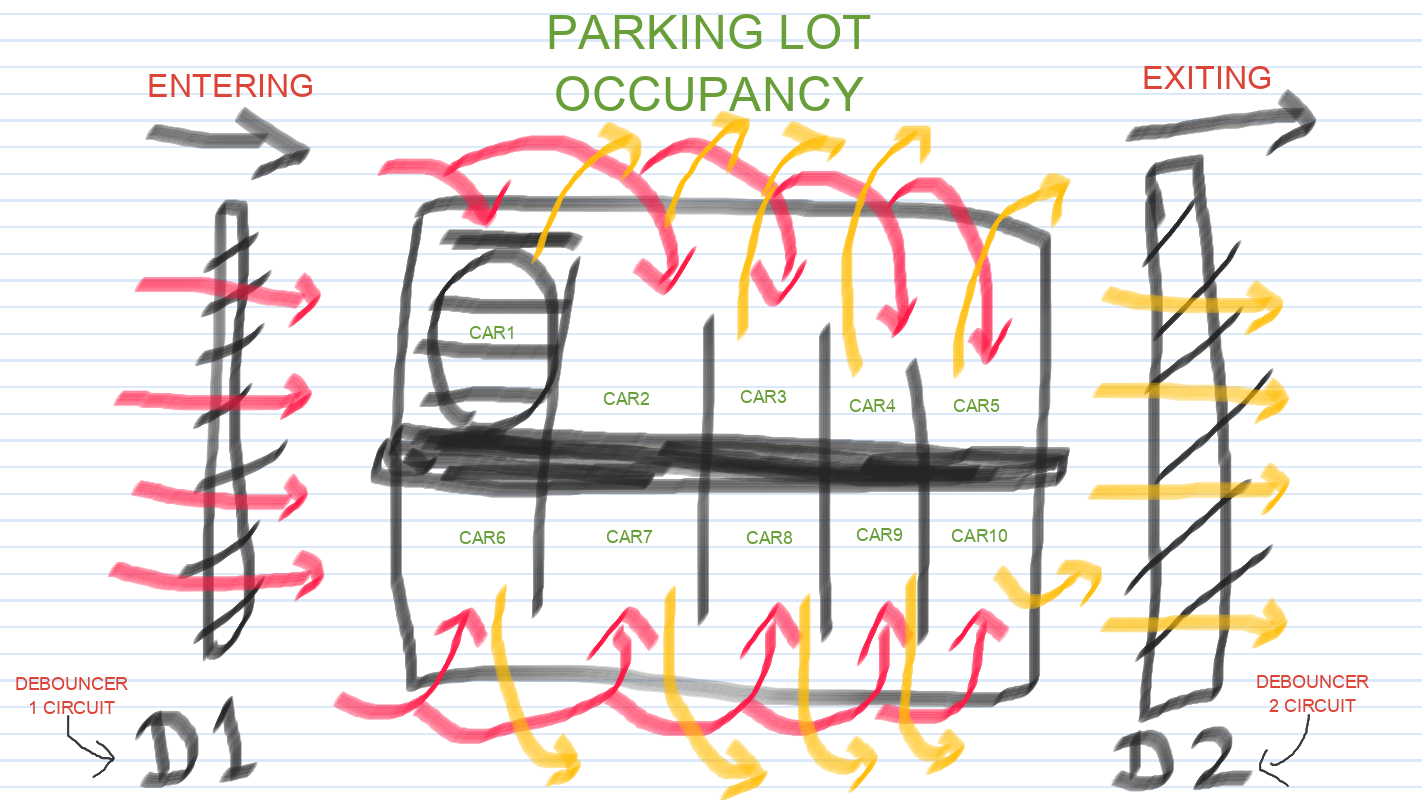 PARKING LOT
OCCUPANCY
ENTERING
EXITING
CAR1
CAR2
CAR3
CAR4
CAR5
CAR6
CAR7
CAR8
CAR9
CAR10
DEBOUNCER
1 CIRCUIT
D1
DEBOUNCER
2 CIRCUIT
D2